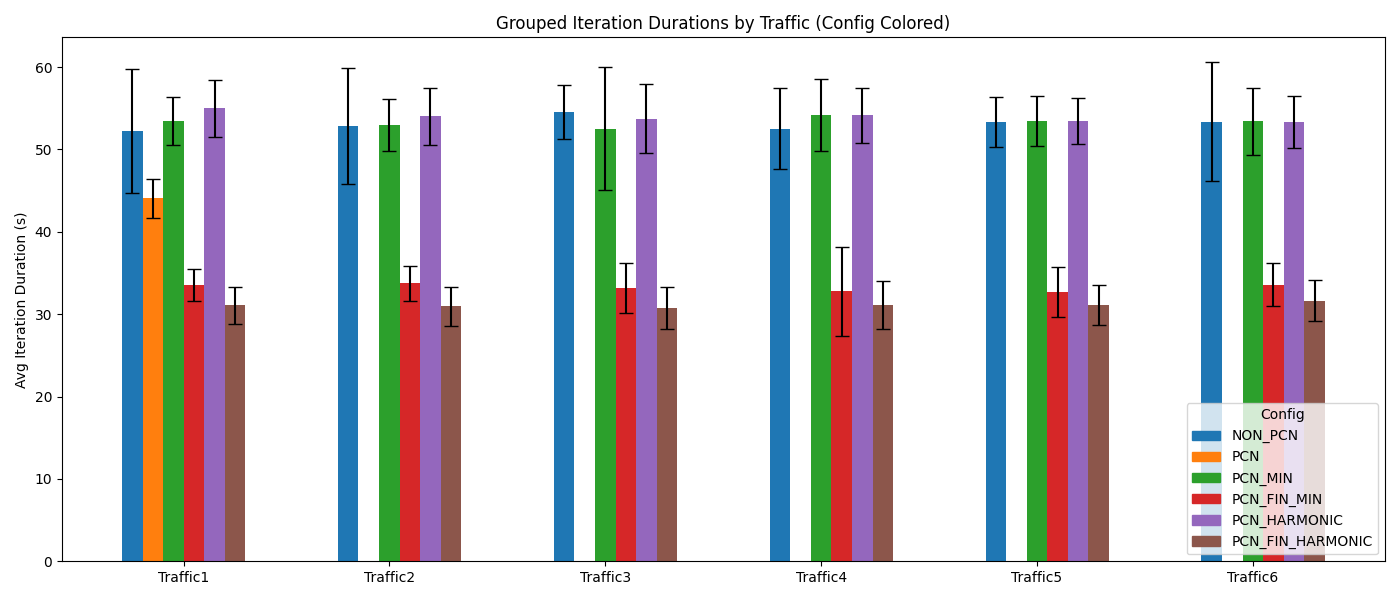 Grouped Iteration Durations by Traffic (Config Colored)
Avg Iteration Duration (s)
60
50
40
30
20
10
0
Traffic1
Traffic2
Traffic3
Traffic4
Traffic5
Traffic6
Config
NON_PCN
PCN
PCN_MIN
PCN_FIN_MIN
PCN_HARMONIC
PCN_FIN_HARMONIC